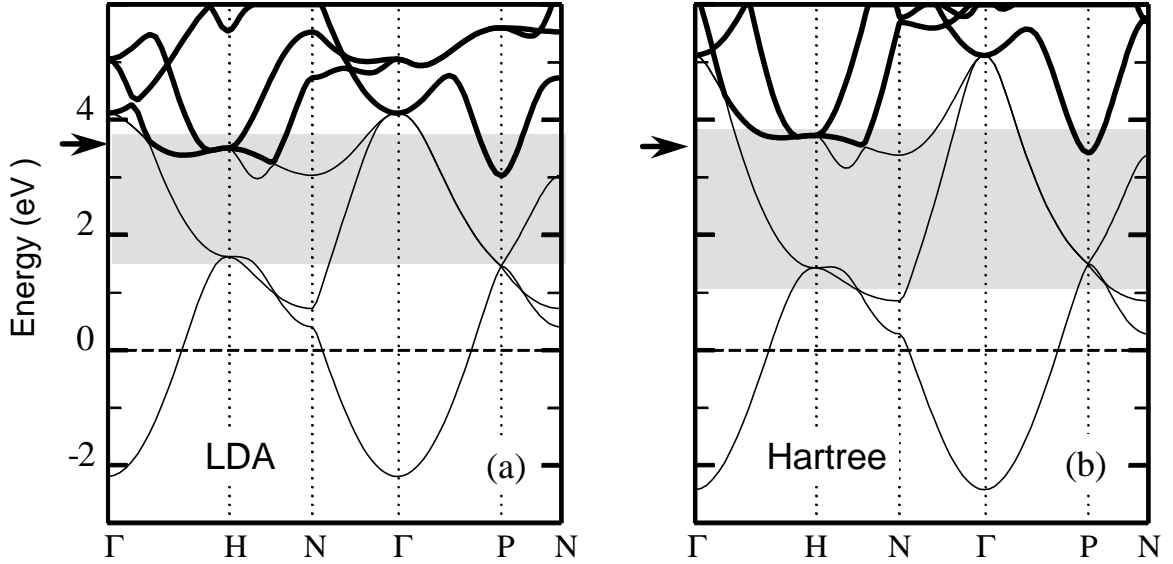 4
2
0
-2
Energy (eV)
LDA
(a)
Hartree
(b)
Γ H N Γ P N
Γ H N Γ P N